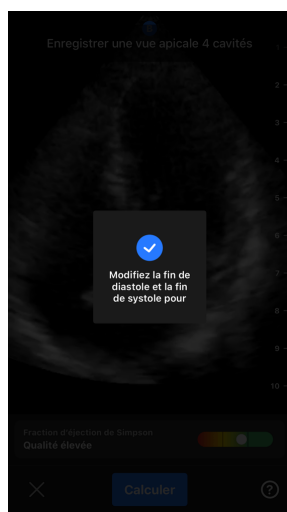 Enregistrer une vue apicale 4 cavités
2
3
4
5
6
Modifiez la fin de
diastole et la fin
de systole pour
7
8
9
10
Fraction d'éjection de Simpson
Qualité élevée
Calculer
?